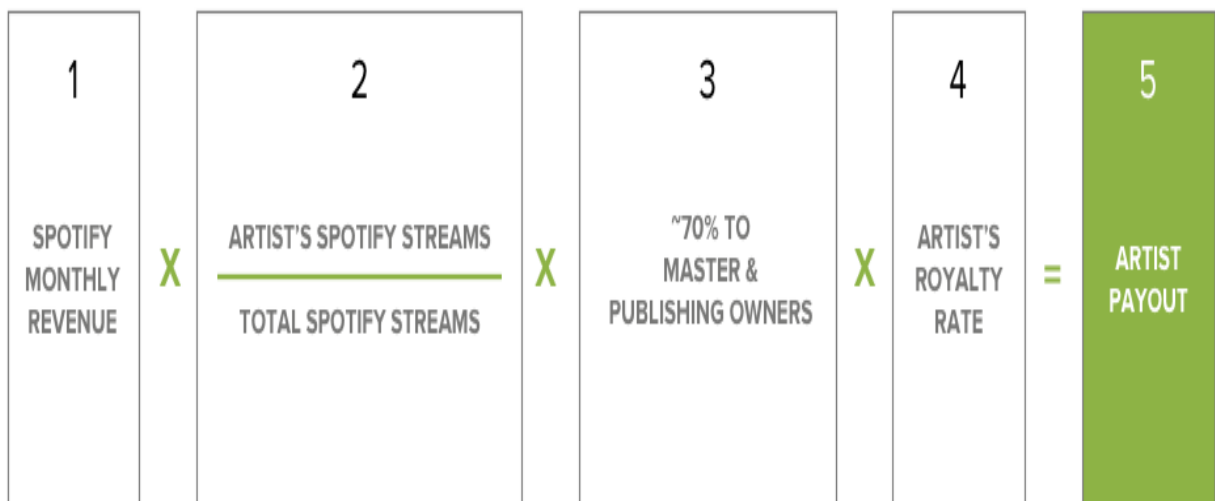 1
SPOTIFY
MONTHLY
REVENUE
X
2
ARTIST'S SPOTIFY STREAMS
TOTAL SPOTIFY STREAMS
X
3
~70% TO
MASTER &
PUBLISHING OWNERS
X
4
ARTIST'S
ROYALTY
RATE
=
5
ARTIST
PAYOUT